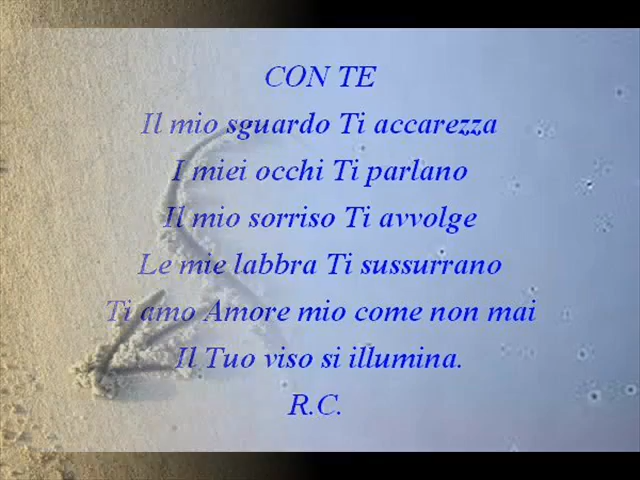 CON TE
Il mio sguardo Ti accarezza
I miei occhi Ti parlano
Il mio sorriso Ti avvolge
Le mie labbra Ti sussurrano
Ti amo Amore mio come non mai
Il Tuo viso si illumina.
R.C.